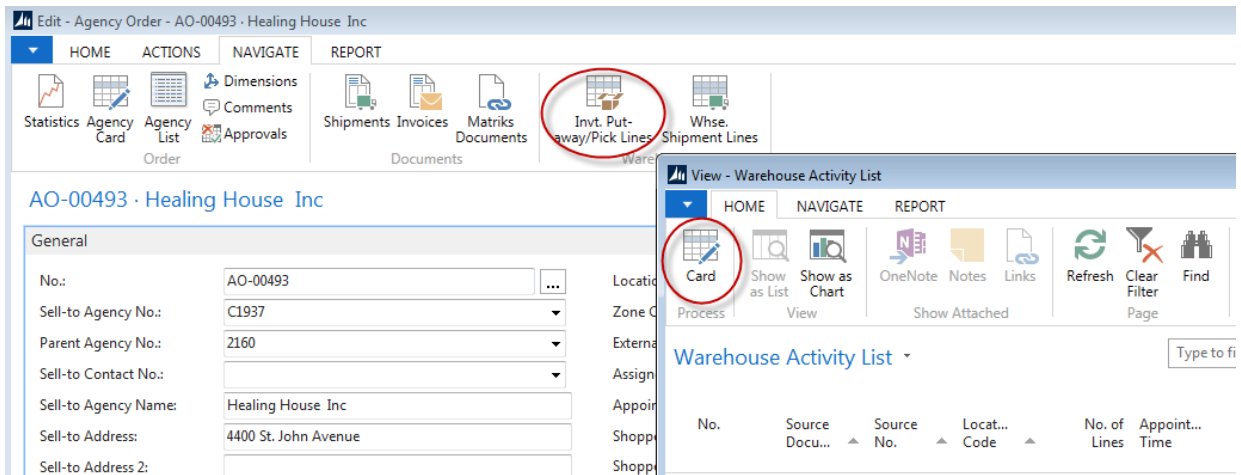 Edit - Agency Order - AO-00493 · Healing House Inc
HOME ACTIONS NAVIGATE REPORT
Statistics Agency Card Agency List
Dimensions
Comments
Approvals
Order
Shipments Invoices Matriks Documents
Documents
Invt. Put-away/Pick Lines Whse. Shipment Lines
AO-00493 · Healing House Inc
General
No.: AO-00493 ...
Sell-to Agency No.: C1937
Parent Agency No.: 2160
Sell-to Contact No.:
Sell-to Agency Name: Healing House Inc
Sell-to Address: 4400 St. John Avenue
Sell-to Address 2:
Zone
Assign
View - Warehouse Activity List
HOME NAVIGATE REPORT
Card Show as List Show as Chart OneNote Notes Links Refresh Clear Filter Find
Process View Show Attached Page
Warehouse Activity List
Type to fi
No. Source Docu... Source No. Locat... Code No. of Lines Appoint... Time